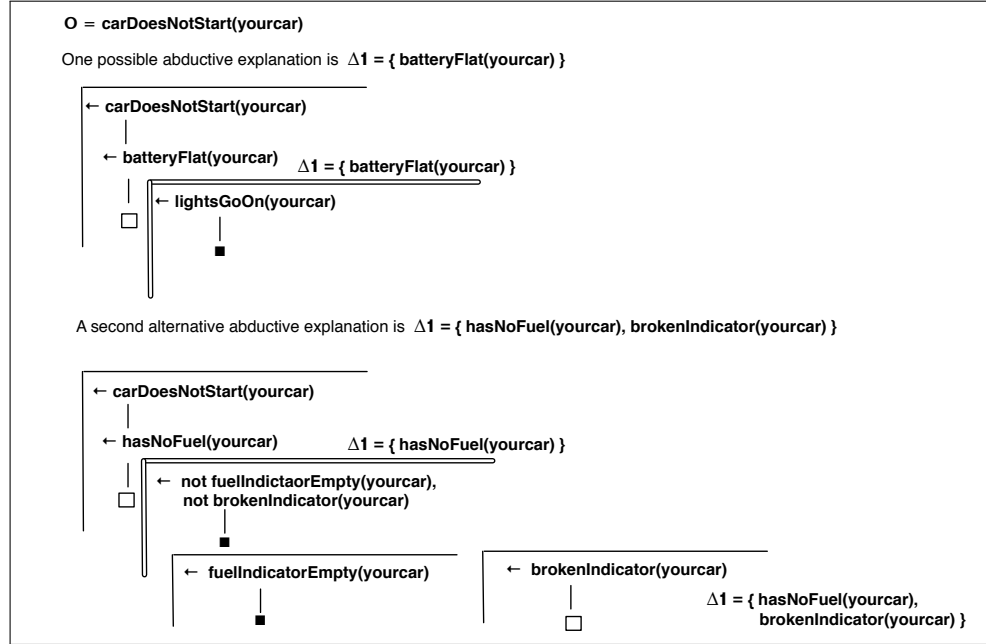 O = carDoesNotStart(yourcar)
One possible abductive explanation is Δ1 = { batteryFlat(yourcar) }
← carDoesNotStart(yourcar)
← batteryFlat(yourcar)
Δ1 = { batteryFlat(yourcar) }
← lightsGoOn(yourcar)
A second alternative abductive explanation is Δ1 = { hasNoFuel(yourcar), brokenIndicator(yourcar) }
← carDoesNotStart(yourcar)
← hasNoFuel(yourcar)
Δ1 = { hasNoFuel(yourcar) }
← not fuelIndictaorEmpty(yourcar),
not brokenIndicator(yourcar)
← fuelIndicatorEmpty(yourcar)
← brokenIndicator(yourcar)
Δ1 = { hasNoFuel(yourcar),
brokenIndicator(yourcar) }